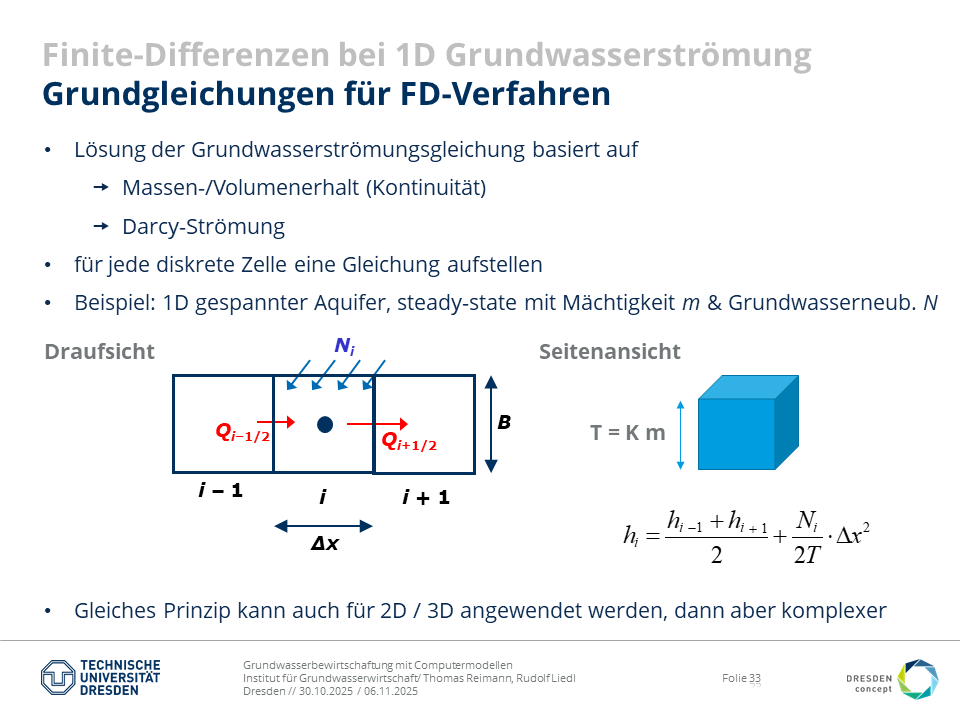 Finite-Differenzen bei 1D Grundwasserströmung
Grundgleichungen für FD-Verfahren
• Lösung der Grundwasserströmungsgleichung basiert auf
➞ Massen-/Volumenerhalt (Kontinuität)
➞ Darcy-Strömung
• für jede diskrete Zelle eine Gleichung aufstellen
• Beispiel: 1D gespannter Aquifer, steady-state mit Mächtigkeit m & Grundwasserneub. N
Draufsicht
N_i
Q_{i–1/2}
Q_{i+1/2}
B
i – 1
i
i + 1
Δx
Seitenansicht
T = K m
h_i = \frac{h_{i-1} + h_{i+1}}{2} + \frac{N_i}{2T} \cdot Δx^2
• Gleiches Prinzip kann auch für 2D / 3D angewendet werden, dann aber komplexer
TECHNISCHE
UNIVERSITÄT
DRESDEN
Grundwasserbewirtschaftung mit Computermodellen
Institut für Grundwasserwirtschaft/ Thomas Reimann, Rudolf Liedl
Dresden // 30.10.2025 / 06.11.2025
Folie 33
DRESDEN
concept